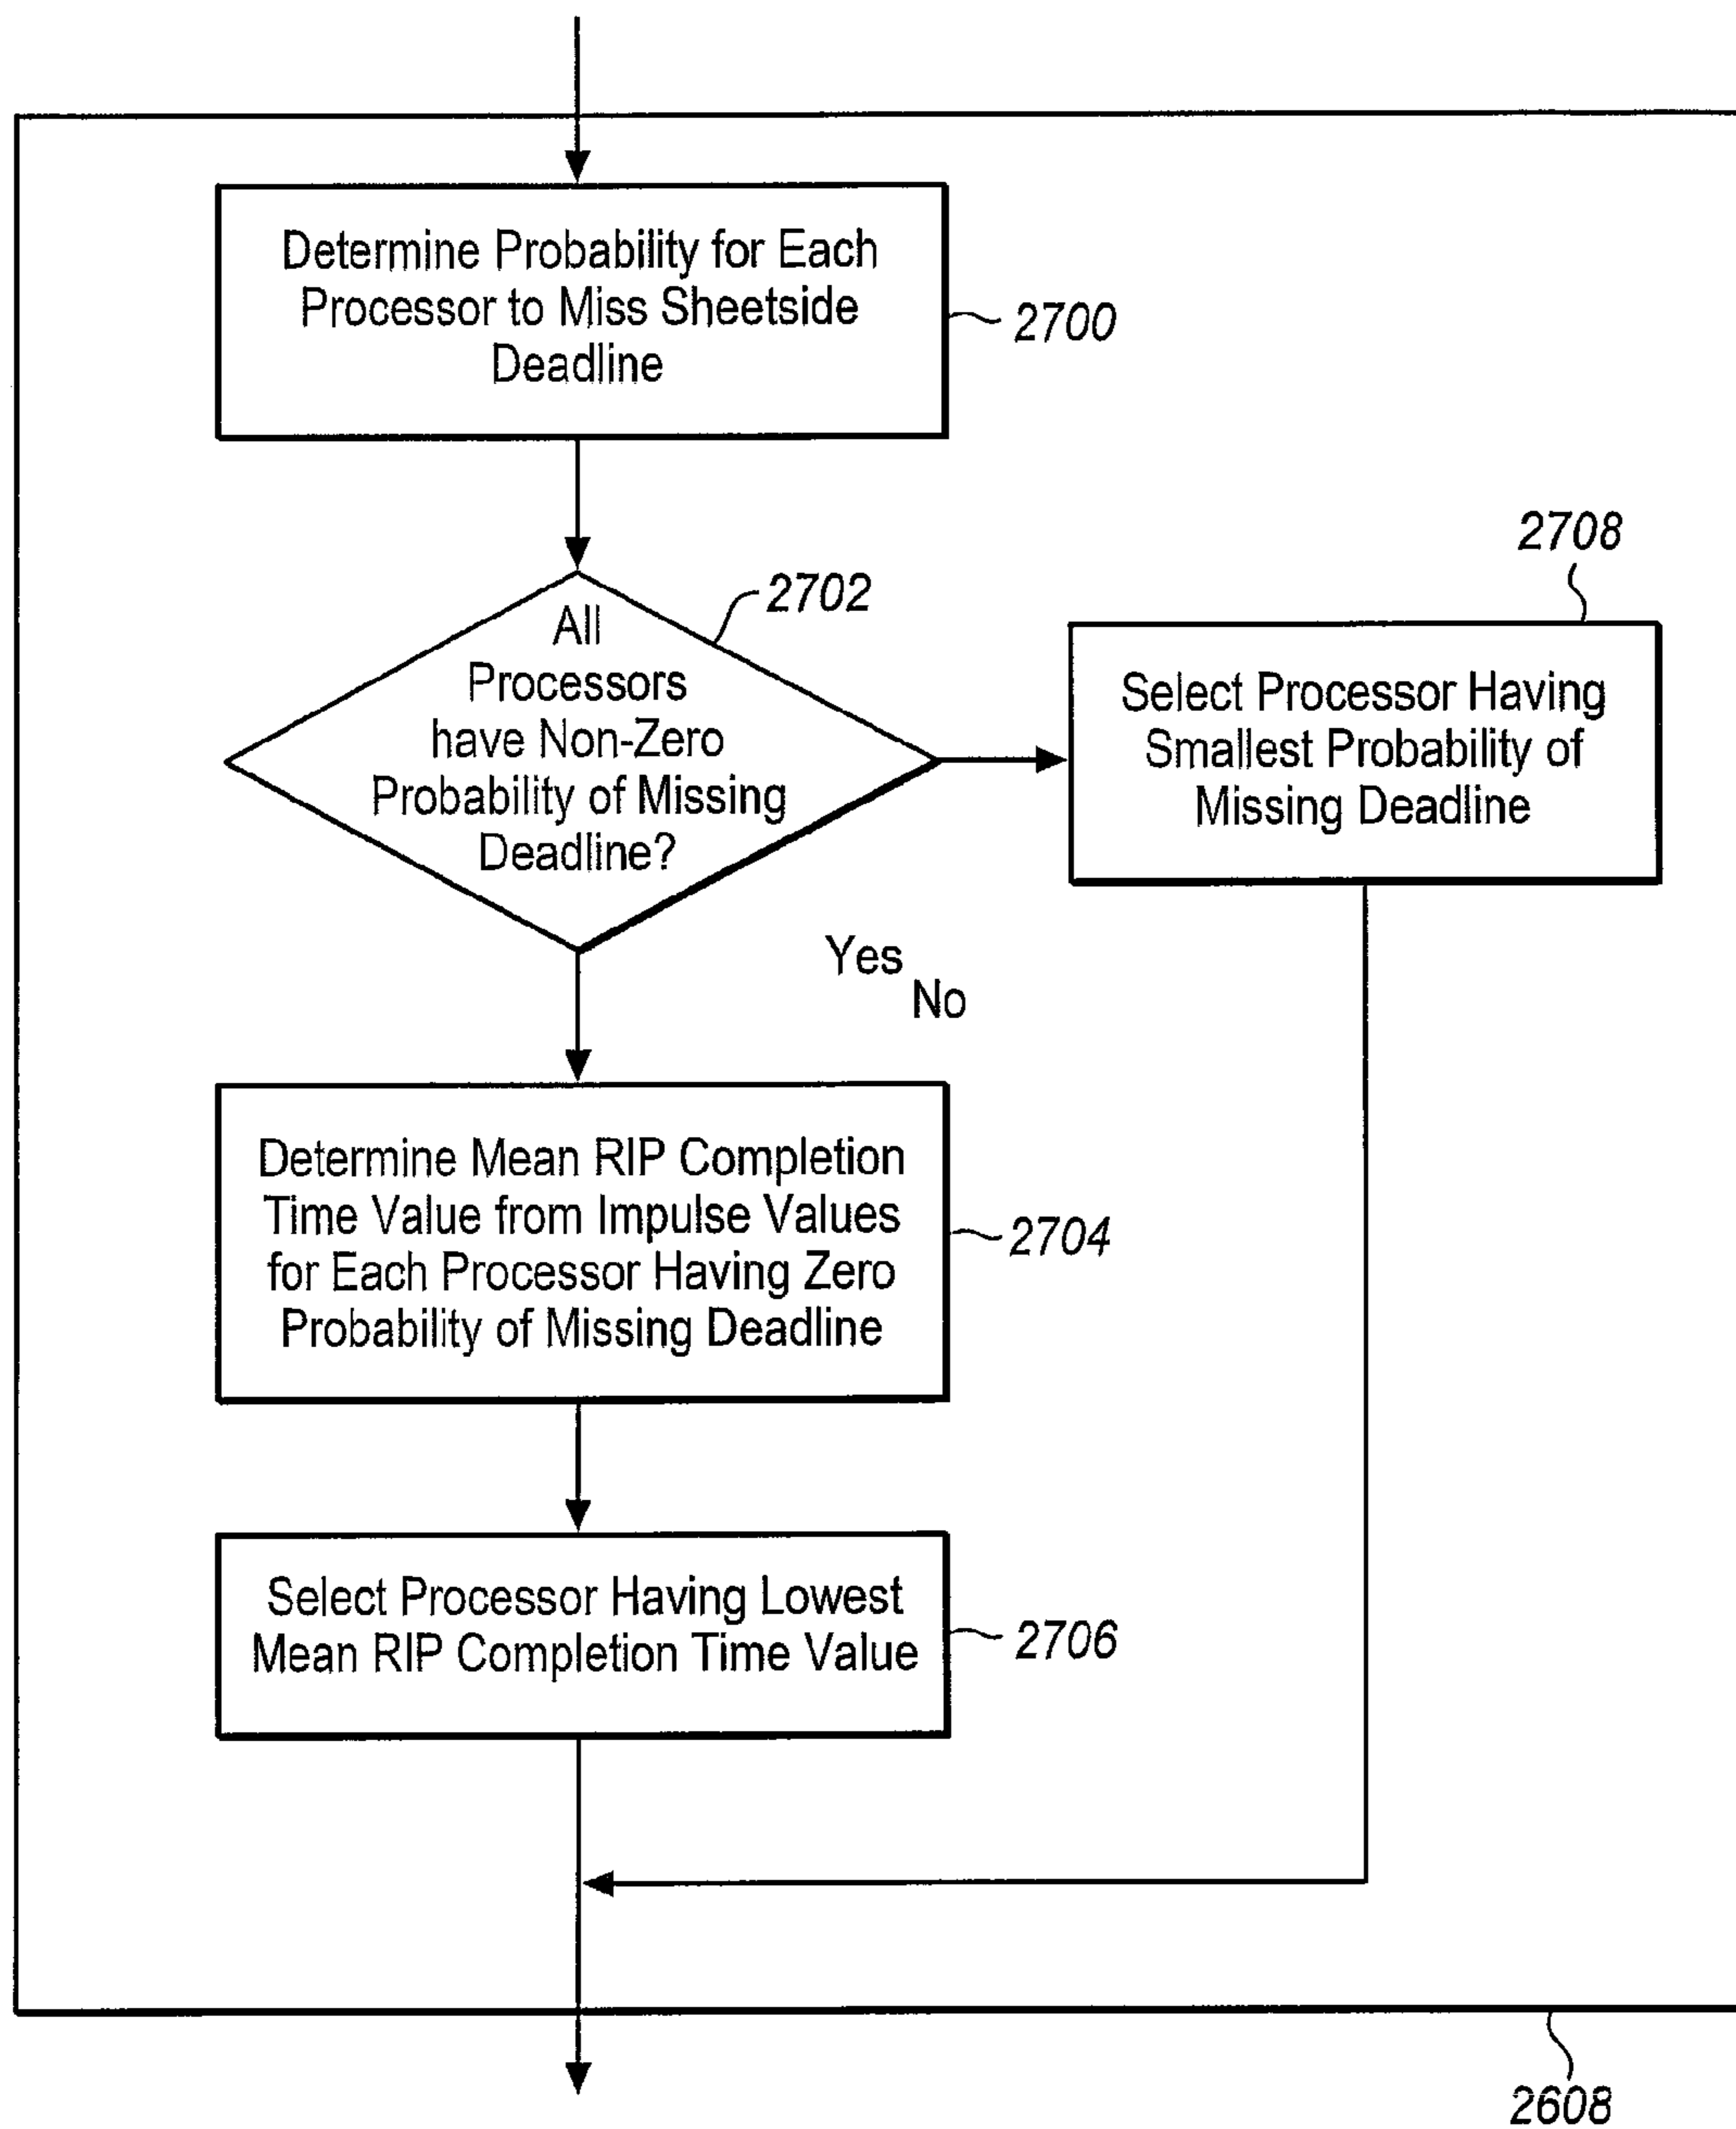 Determine Probability for Each
Processor to Miss Sheetside
Deadline
2700
2702
All
Processors
have Non-Zero
Probability of Missing
Deadline?
2708
Select Processor Having
Smallest Probability of
Missing Deadline
Yes
No
Determine Mean RIP Completion
Time Value from Impulse Values
for Each Processor Having Zero
Probability of Missing Deadline
2704
Select Processor Having Lowest
Mean RIP Completion Time Value
2706
2608